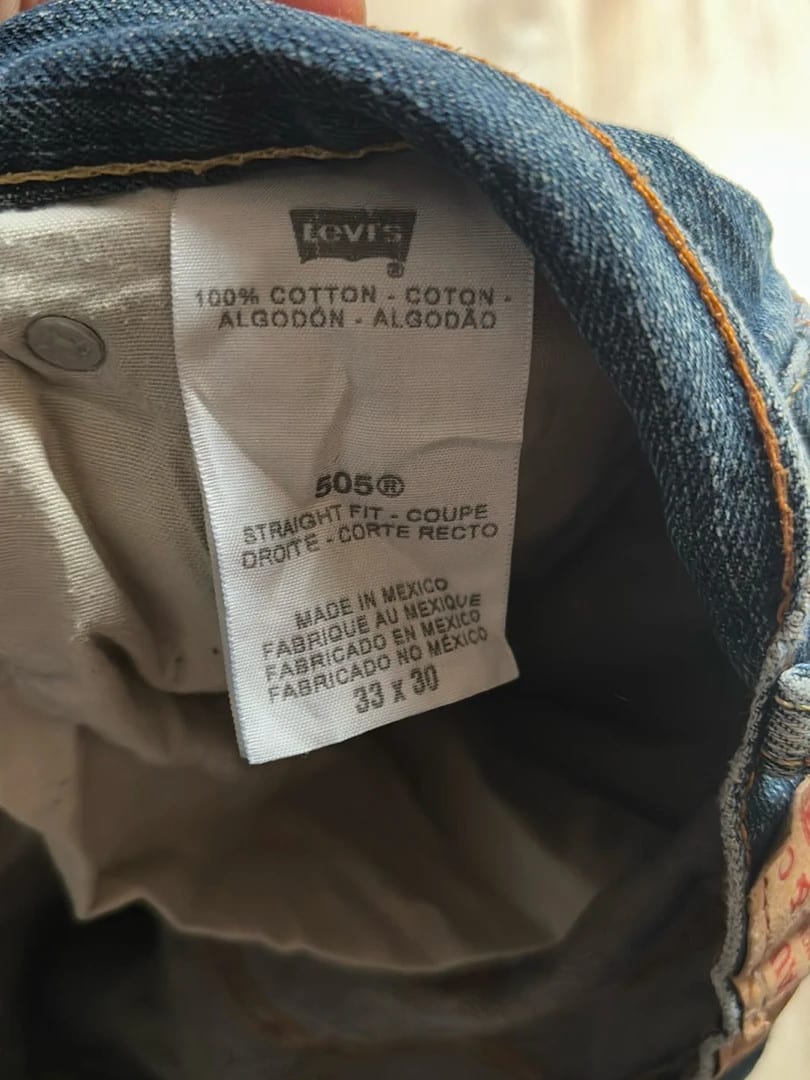 Levi's
®
100% COTTON - COTON -
ALGODÓN - ALGODÃO
505®
STRAIGHT FIT - COUPE
DROITE - CORTE RECTO
MADE IN MEXICO
FABRIQUE AU MEXIQUE
FABRICADO EN MEXICO
FABRICADO NO MÉXICO
33 X 30